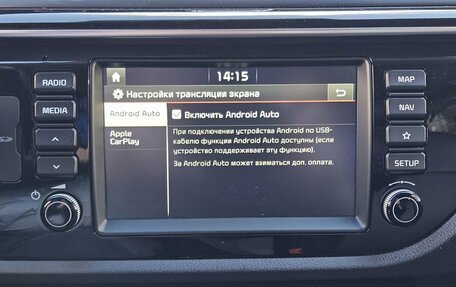 14:15
Настройки трансляции экрана
Android Auto
Включить Android Auto
Apple
CarPlay
При подключении устройства Android по USB-
кабелю функции Android Auto доступны (если
устройство поддерживает эту функцию).
За Android Auto может взиматься доп. оплата.
RADIO
MEDIA
MAP
NAV
SETUP